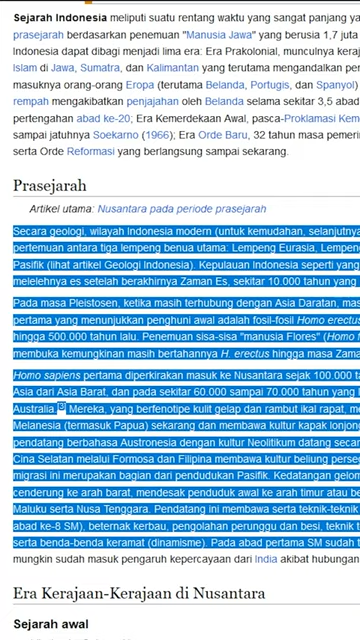 Sejarah Indonesia meliputi suatu rentang waktu yang sangat panjang ya
prasejarah berdasarkan penemuan "Manusia Jawa" yang berusia 1,7 juta
Indonesia dapat dibagi menjadi lima era: Era Prakolonial, munculnya keraj
Islam di Jawa, Sumatra, dan Kalimantan yang terutama mengandalkan per
masuknya orang-orang Eropa (terutama Belanda, Portugis, dan Spanyol)
rempah mengakibatkan penjajahan oleh Belanda selama sekitar 3,5 abad
pertengahan abad ke-20; Era Kemerdekaan Awal, pasca-Proklamasi Kem
sampai jatuhnya Soekarno (1966); Era Orde Baru, 32 tahun masa pemeri
serta Orde Reformasi yang berlangsung sampai sekarang.
Prasejarah
Artikel utama: Nusantara pada periode prasejarah
Secara geologi, wilayah Indonesia modern (untuk kemudahan, selanjutnya
pertemuan antara tiga lempeng benua utama: Lempeng Eurasia, Lempen
Pasifik (lihat artikel Geologi Indonesia). Kepulauan Indonesia seperti yang
melelehnya es setelah berakhirnya Zaman Es, sekitar 10.000 tahun yang
Pada masa Pleistosen, ketika masih terhubung dengan Asia Daratan, mas
pertama yang menunjukkan penghuni awal adalah fosil-fosil Homo erectus
hingga 500.000 tahun lalu. Penemuan sisa-sisa "manusia Flores" (Homo f
membuka kemungkinan masih bertahannya H. erectus hingga masa Zama
Homo sapiens pertama diperkirakan masuk ke Nusantara sejak 100.000 ta
Asia dari Asia Barat, dan pada sekitar 60.000 sampai 70.000 tahun yang l
Australia. Mereka, yang berfenotipe kulit gelap dan rambut ikal rapat, me
Melanesia (termasuk Papua) sekarang dan membawa kultur kapak lonjong
pendatang berbahasa Austronesia dengan kultur Neolitikum datang secar
Cina Selatan melalui Formosa dan Filipina membawa kultur beliung perse
migrasi ini merupakan bagian dari pendudukan Pasifik. Kedatangan gelom
cenderung ke arah barat, mendesak penduduk awal ke arah timur atau be
Maluku serta Nusa Tenggara. Pendatang ini membawa serta teknik-teknik
abad ke-8 SM), beternak kerbau, pengolahan perunggu dan besi, teknik t
serta benda-benda keramat (dinamisme). Pada abad pertama SM sudah t
mungkin sudah masuk pengaruh kepercayaan dari India akibat hubungan
Era Kerajaan-Kerajaan di Nusantara
Sejarah awal